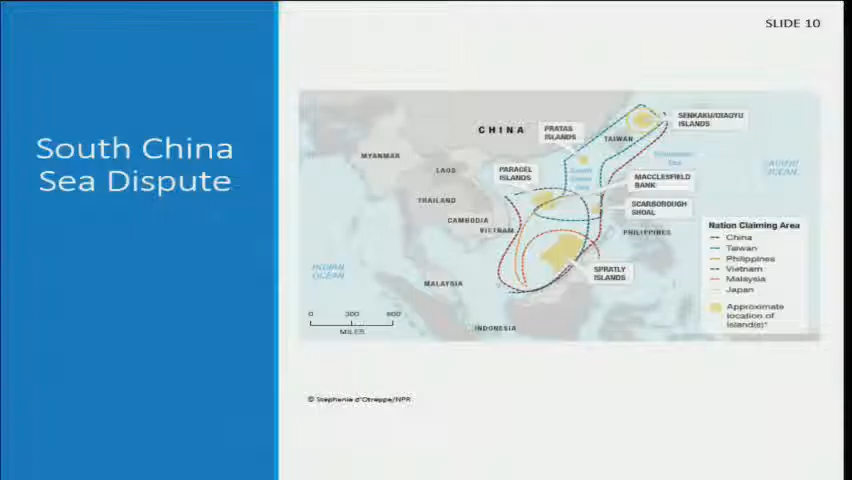 SLIDE 10
South China
Sea Dispute
CHINA
PRATAS
ISLANDS
SENKAKU/DIAOYU
ISLANDS
TAIWAN
MYANMAR
LAOS
PARACEL
ISLANDS
MACCLESFIELD
BANK
THAILAND
SCARBOROUGH
SHOAL
CAMBODIA
VIETNAM
PHILIPPINES
INDIAN
OCEAN
MALAYSIA
SPRATLY
ISLANDS
INDONESIA
0 300 600
MILES
OCEAN
Nation Claiming Area
China
Taiwan
Philippines
Vietnam
Malaysia
Japan
Approximate
location of
island(s)*
© Stephanie d'Otreppe/NPR